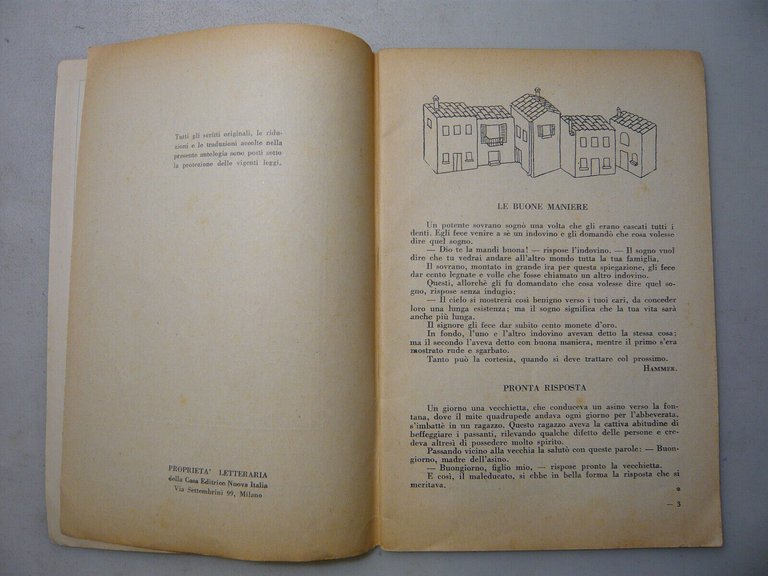 Tutti gli scritti originali, le ridu-
zioni e le traduzioni accolte nella
presente antologia sono posti sotto
la protezione delle vigenti leggi.
PROPRIETA' LETTERARIA
della Casa Editrice Nuova Italia
Via Settembrini 99, Milano
LE BUONE MANIERE
Un potente sovrano sognò una volta che gli erano cascati tutti i
denti. Egli fece venire a sè un indovino e gli domandò che cosa volesse
dire quel sogno.
— Dio te la mandi buona! — rispose l'indovino. — Il sogno vuol
dire che tu vedrai andare all'altro mondo tutta la tua famiglia.
Il sovrano, montato in grande ira per questa spiegazione, gli fece
dar cento legnate e volle che fosse chiamato un altro indovino.
Questi, allorchè gli fu domandato che cosa volesse dire quel so-
gno, rispose senza indugio:
— Il cielo si mostrerà così benigno verso i tuoi cari, da conceder
loro una lunga esistenza; ma il sogno significa che la tua vita sarà
anche più lunga.
Il signore gli fece dar subito cento monete d'oro.
In fondo, l'uno e l'altro indovino avevan detto la stessa cosa;
ma il secondo l'aveva detto con buona maniera, mentre il primo s'era
mostrato rude e sgarbato.
Tanto può la cortesia, quando si deve trattare col prossimo.
HAMMER.
PRONTA RISPOSTA
Un giorno una vecchietta, che conduceva un asino verso la fon-
tana, dove il mite quadrupede andava ogni giorno per l'abbeverata,
s'imbattè in un ragazzo. Questo ragazzo aveva la cattiva abitudine di
beffeggiare i passanti, rilevando qualche difetto delle persone e cre-
deva altresì di possedere molto spirito.
Passando vicino alla vecchia la salutò con queste parole: — Buon-
giorno, madre dell'asino.
— Buongiorno, figlio mio, — rispose pronto la vecchietta.
E così, il maleducato, si ebbe in bella forma la risposta che si
meritava.
*
— 3